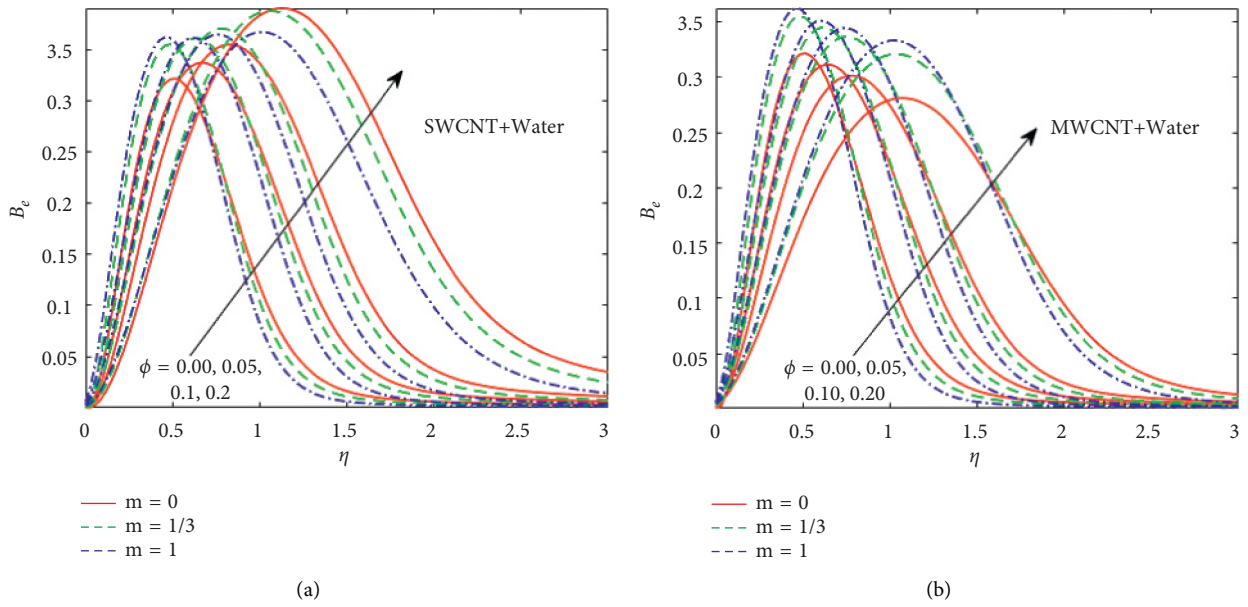 3.5
0.3
0.25
0.2
0.15
0.1
0.05
B_e
SWCNT+Water
ϕ = 0.00, 0.05,
0.1, 0.2
0 0.5 1 1.5 2 2.5 3
η
m = 0
m = 1/3
m = 1
(a)
3.5
0.3
0.25
0.2
0.15
0.1
0.05
B_e
MWCNT+Water
ϕ = 0.00, 0.05,
0.10, 0.20
0 0.5 1 1.5 2 2.5 3
η
m = 0
m = 1/3
m = 1
(b)